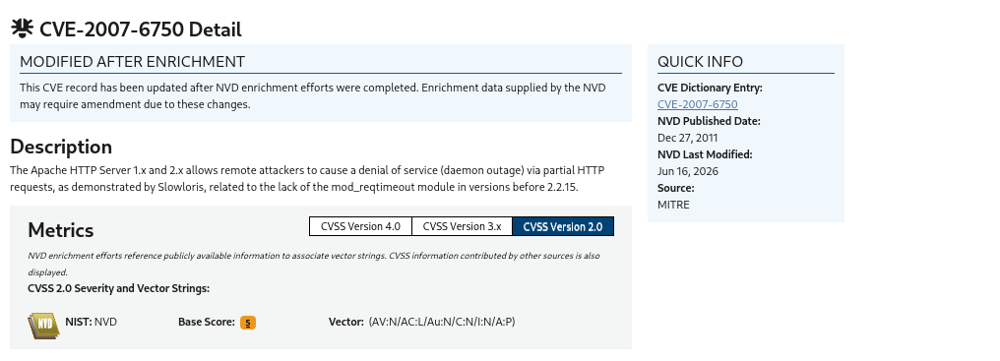 CVE-2007-6750 Detail
MODIFIED AFTER ENRICHMENT
This CVE record has been updated after NVD enrichment efforts were completed. Enrichment data supplied by the NVD
may require amendment due to these changes.
Description
The Apache HTTP Server 1.x and 2.x allows remote attackers to cause a denial of service (daemon outage) via partial HTTP
requests, as demonstrated by Slowloris, related to the lack of the mod_reqtimeout module in versions before 2.2.15.
Metrics
CVSS Version 4.0 CVSS Version 3.x CVSS Version 2.0
NVD enrichment efforts reference publicly available information to associate vector strings. CVSS information contributed by other sources is also
displayed.
CVSS 2.0 Severity and Vector Strings:
NVD NIST: NVD Base Score: 5 Vector: (AV:N/AC:L/Au:N/C:N/I:N/A:P)
QUICK INFO
CVE Dictionary Entry:
CVE-2007-6750
NVD Published Date:
Dec 27, 2011
NVD Last Modified:
Jun 16, 2026
Source:
MITRE